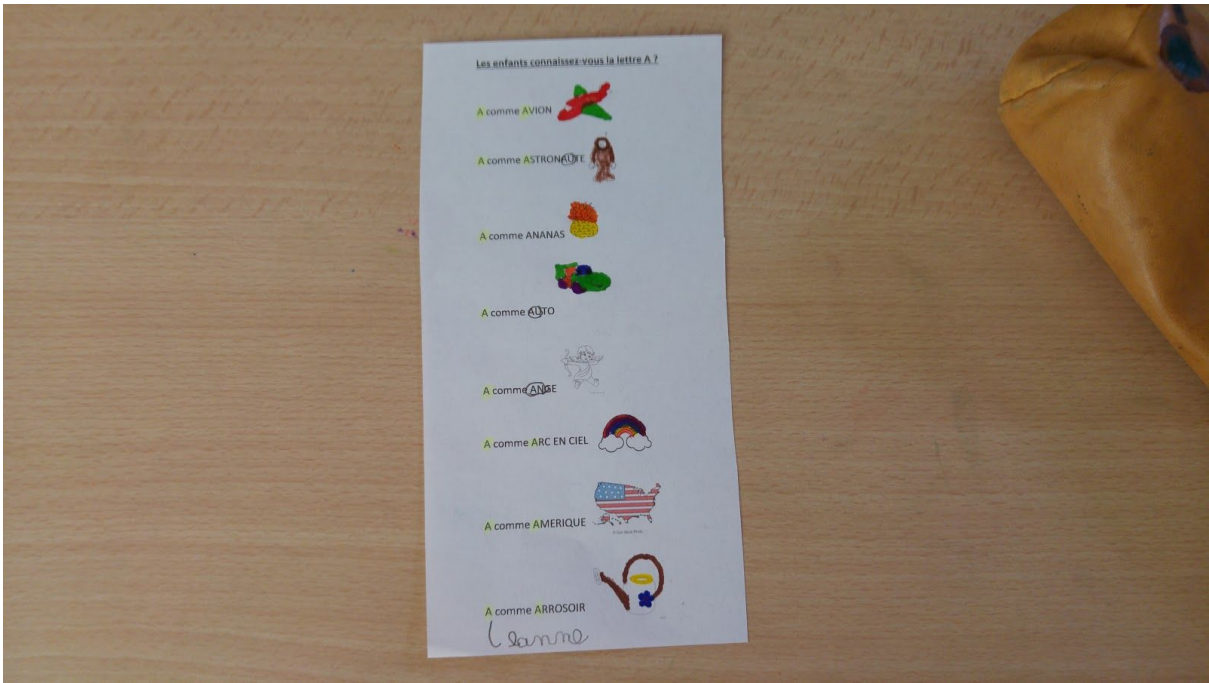 Les enfants connaissez-vous la lettre A ?
A comme AVION
A comme ASTRONAUTE
A comme ANANAS
A comme AUTO
A comme ANGE
A comme ARC EN CIEL
A comme AMERIQUE
A comme ARROSOIR
Leanne